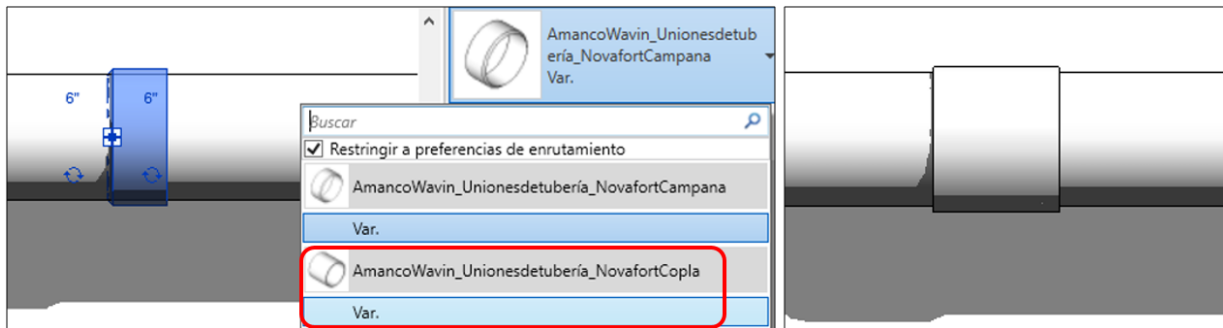 6"
6"
AmancoWavin_Unionesdetub
ería_NovafortCampana
Var.
Buscar
Restringir a preferencias de enrutamiento
AmancoWavin_Unionesdetubería_NovafortCampana
Var.
AmancoWavin_Unionesdetubería_NovafortCopla
Var.